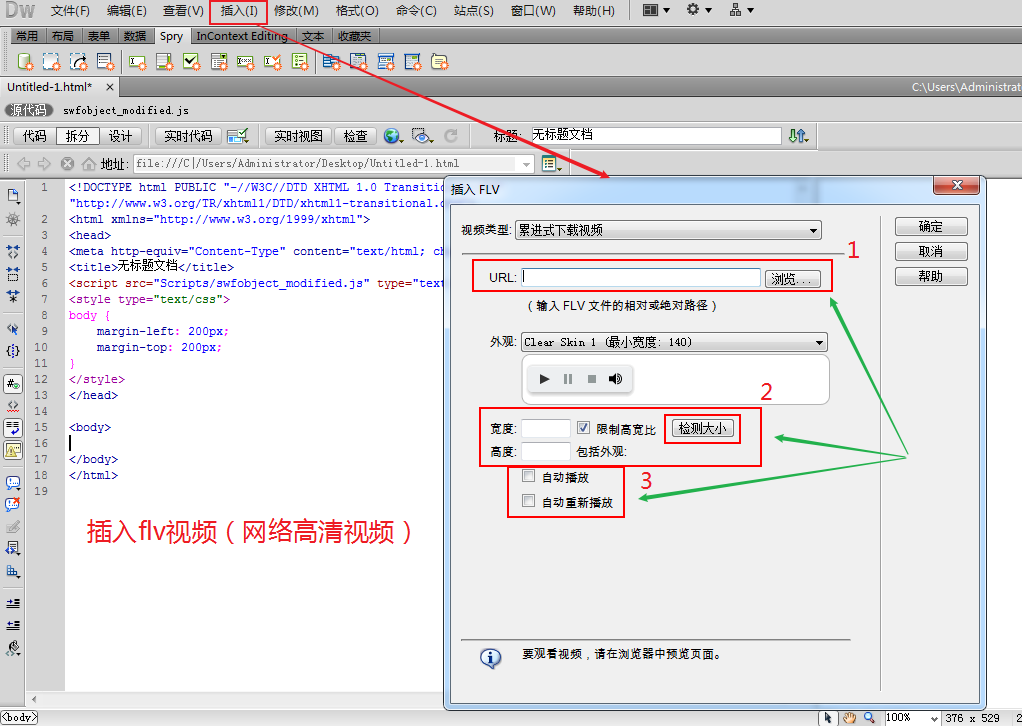 Dw 文件(F) 编辑(E) 查看(V) 插入(I) 修改(M) 格式(O) 命令(C) 站点(S) 窗口(W) 帮助(H)
常用 布局 表单 数据 Spry InContext Editing 文本 收藏夹
Untitled-1.html* × C:\Users\Administrat
源代码 swfobject_modified.js
代码 拆分 设计 实时代码 实时视图 检查 标题: 无标题文档
地址: file:///C|/Users/Administrator/Desktop/Untitled-1.html
1 <!DOCTYPE html PUBLIC "-//W3C//DTD XHTML 1.0 Transitio
"http://www.w3.org/TR/xhtml1/DTD/xhtml1-transitional.d
2 <html xmlns="http://www.w3.org/1999/xhtml">
3 <head>
4 <meta http-equiv="Content-Type" content="text/html; ch
5 <title>无标题文档</title>
6 <script src="Scripts/swfobject_modified.js" type="text
7 <style type="text/css">
8 body {
9 margin-left: 200px;
10 margin-top: 200px;
11 }
12 </style>
13 </head>
14
15 <body>
16
17 </body>
18 </html>
19
插入flv视频（网络高清视频）
插入 FLV
视频类型: 累进式下载视频
确定
取消
帮助
1
URL: 浏览...
（输入 FLV 文件的相对或绝对路径）
外观: Clear Skin 1 (最小宽度: 140)
2
宽度: 限制高宽比 检测大小
高度: 包括外观:
3
自动播放
自动重新播放
要观看视频，请在浏览器中预览页面。
<body> 100% 376 x 529 2